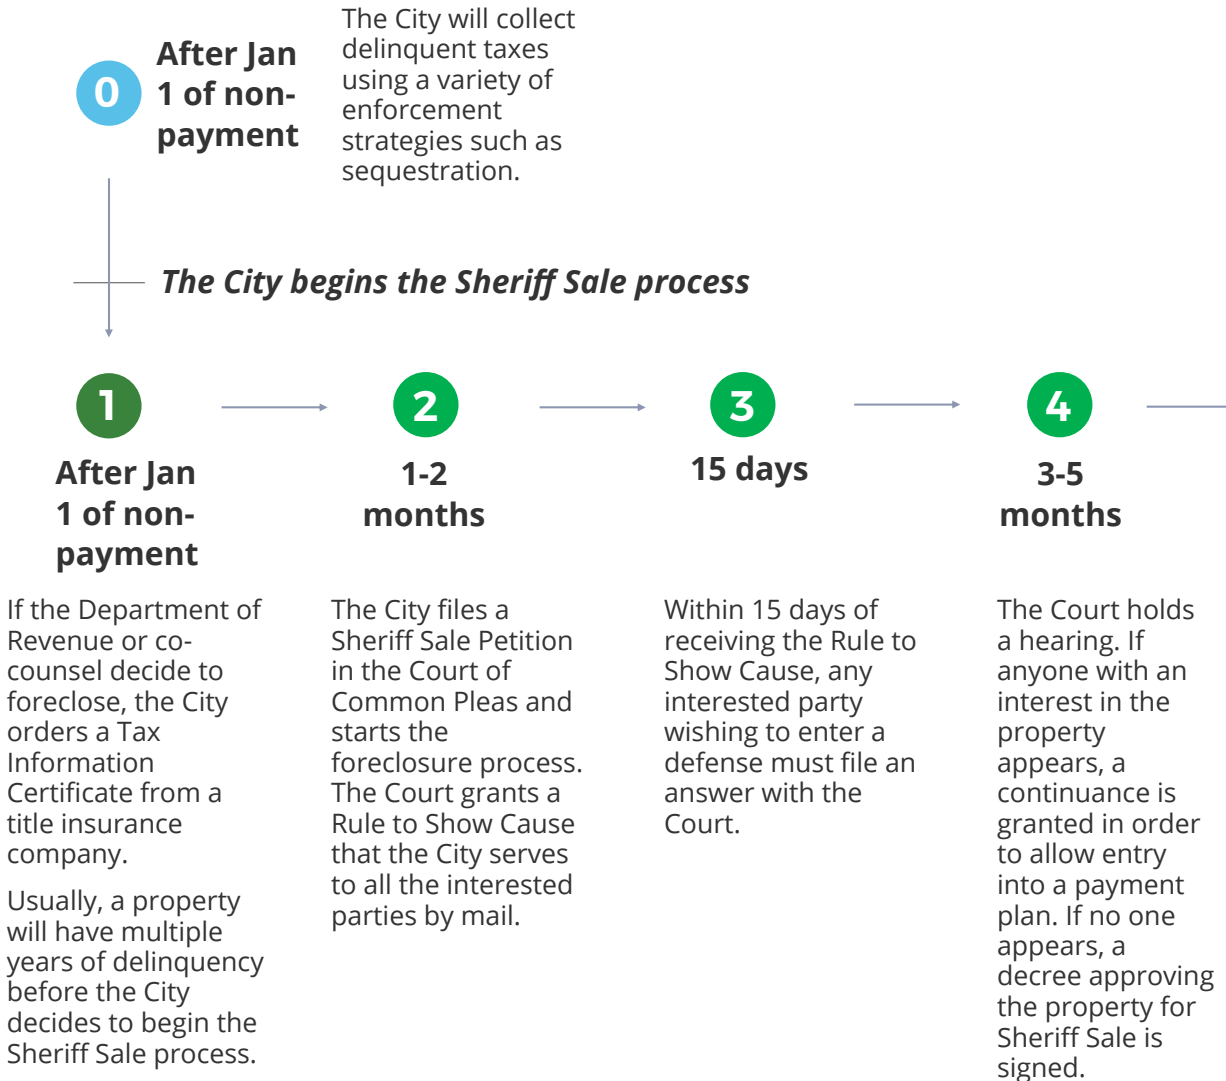 0
After Jan
1 of non-
payment
The City will collect
delinquent taxes
using a variety of
enforcement
strategies such as
sequestration.
The City begins the Sheriff Sale process
1
After Jan
1 of non-
payment
If the Department of
Revenue or co-
counsel decide to
foreclose, the City
orders a Tax
Information
Certificate from a
title insurance
company.
Usually, a property
will have multiple
years of delinquency
before the City
decides to begin the
Sheriff Sale process.
2
1-2
months
The City files a
Sheriff Sale Petition
in the Court of
Common Pleas and
starts the
foreclosure process.
The Court grants a
Rule to Show Cause
that the City serves
to all the interested
parties by mail.
3
15 days
Within 15 days of
receiving the Rule to
Show Cause, any
interested party
wishing to enter a
defense must file an
answer with the
Court.
4
3-5
months
The Court holds
a hearing. If
anyone with an
interest in the
property
appears, a
continuance is
granted in order
to allow entry
into a payment
plan. If no one
appears, a
decree approving
the property for
Sheriff Sale is
signed.